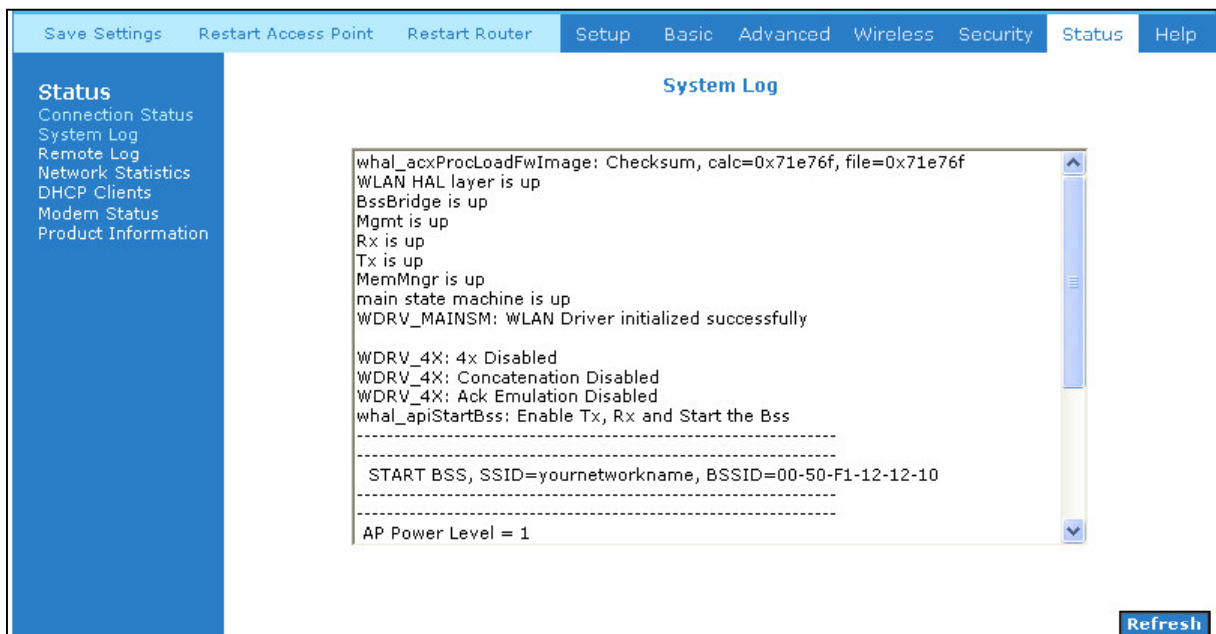 Save Settings Restart Access Point Restart Router Setup Basic Advanced Wireless Security Status Help
Status
Connection Status
System Log
Remote Log
Network Statistics
DHCP Clients
Modem Status
Product Information
System Log
whal_acxProcLoadFwImage: Checksum, calc=0x71e76f, file=0x71e76f
WLAN HAL layer is up
BssBridge is up
Mgmt is up
Rx is up
Tx is up
MemMngr is up
main state machine is up
WDRV_MAINSM: WLAN Driver initialized successfully
WDRV_4X: 4x Disabled
WDRV_4X: Concatenation Disabled
WDRV_4X: Ack Emulation Disabled
whal_apiStartBss: Enable Tx, Rx and Start the Bss
------------------------------------------------------------
------------------------------------------------------------
START BSS, SSID=yournetworkname, BSSID=00-50-F1-12-12-10
------------------------------------------------------------
------------------------------------------------------------
AP Power Level = 1
Refresh